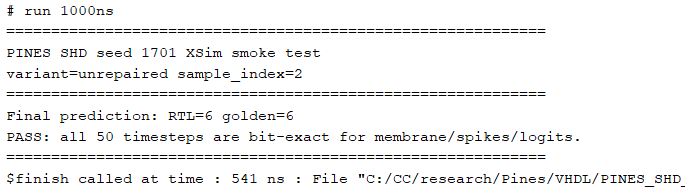 # run 1000ns
============================================================
PINES SHD seed 1701 XSim smoke test
variant=unrepaired sample_index=2
============================================================
Final prediction: RTL=6 golden=6
PASS: all 50 timesteps are bit-exact for membrane/spikes/logits.
============================================================
$finish called at time : 541 ns : File "C:/CC/research/Pines/VHDL/PINES_SHD_